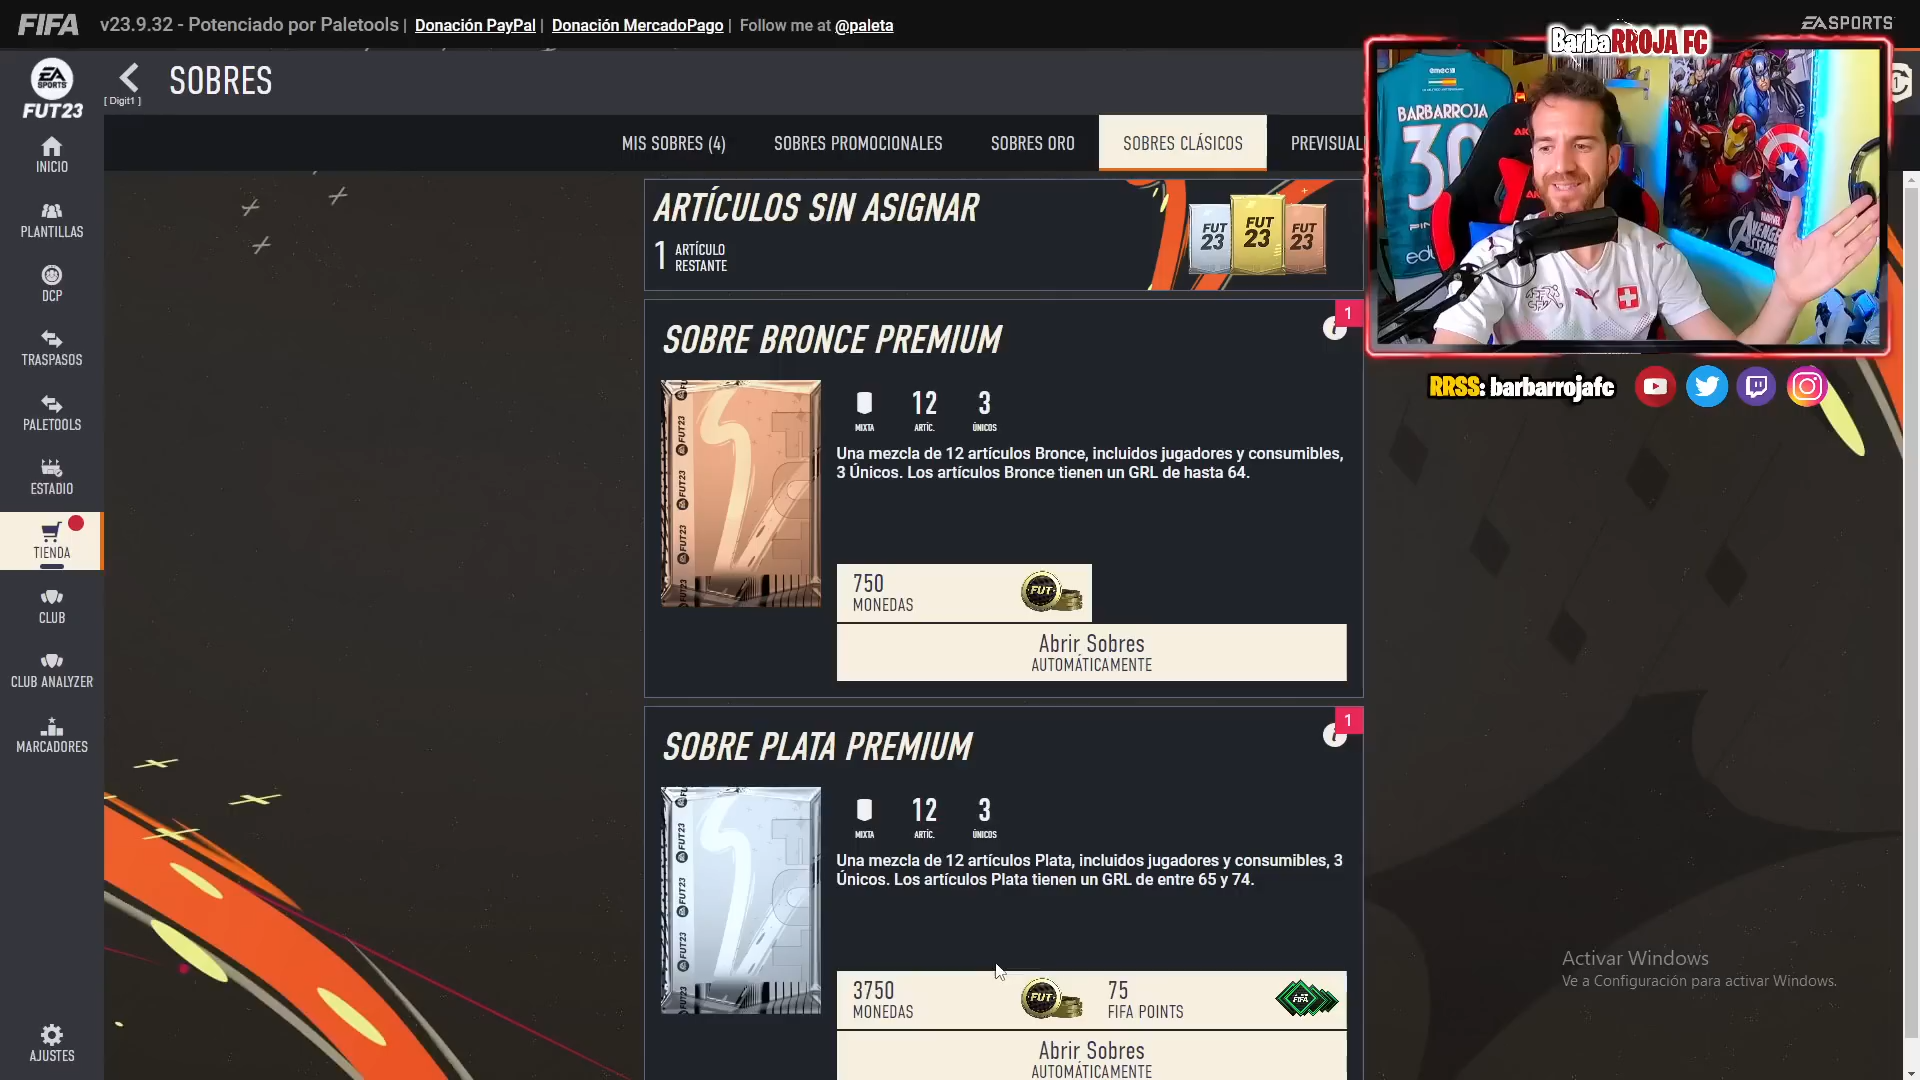 FIFA
v23.9.32 - Potenciado por Paletools | Donación PayPal | Donación MercadoPago | Follow me at @paleta
EA SPORTS
BarbaRROJA FC
EA SPORTS
FUT23
[ Digit1 ]
SOBRES
MIS SOBRES (4)
SOBRES PROMOCIONALES
SOBRES ORO
SOBRES CLÁSICOS
PREVISUAL
BARBARROJA
30
MARVEL
AVENGERS
ASSEMBLE
RRSS: barbarrojafc
INICIO
PLANTILLAS
DCP
TRASPASOS
PALETOOLS
ESTADIO
TIENDA
CLUB
CLUB ANALYZER
MARCADORES
AJUSTES
ARTÍCULOS SIN ASIGNAR
1 ARTÍCULO
RESTANTE
FUT 23
FUT 23
FUT 23
SOBRE BRONCE PREMIUM
1
12
3
MIXTA
ARTÍC.
ÚNICOS
Una mezcla de 12 artículos Bronce, incluidos jugadores y consumibles,
3 Únicos. Los artículos Bronce tienen un GRL de hasta 64.
750
MONEDAS
FUT
Abrir Sobres
AUTOMÁTICAMENTE
SOBRE PLATA PREMIUM
1
12
3
MIXTA
ARTÍC.
ÚNICOS
Una mezcla de 12 artículos Plata, incluidos jugadores y consumibles, 3
Únicos. Los artículos Plata tienen un GRL de entre 65 y 74.
3750
MONEDAS
FUT
75
FIFA POINTS
FIFA
Abrir Sobres
AUTOMÁTICAMENTE
Activar Windows
Ve a Configuración para activar Windows.